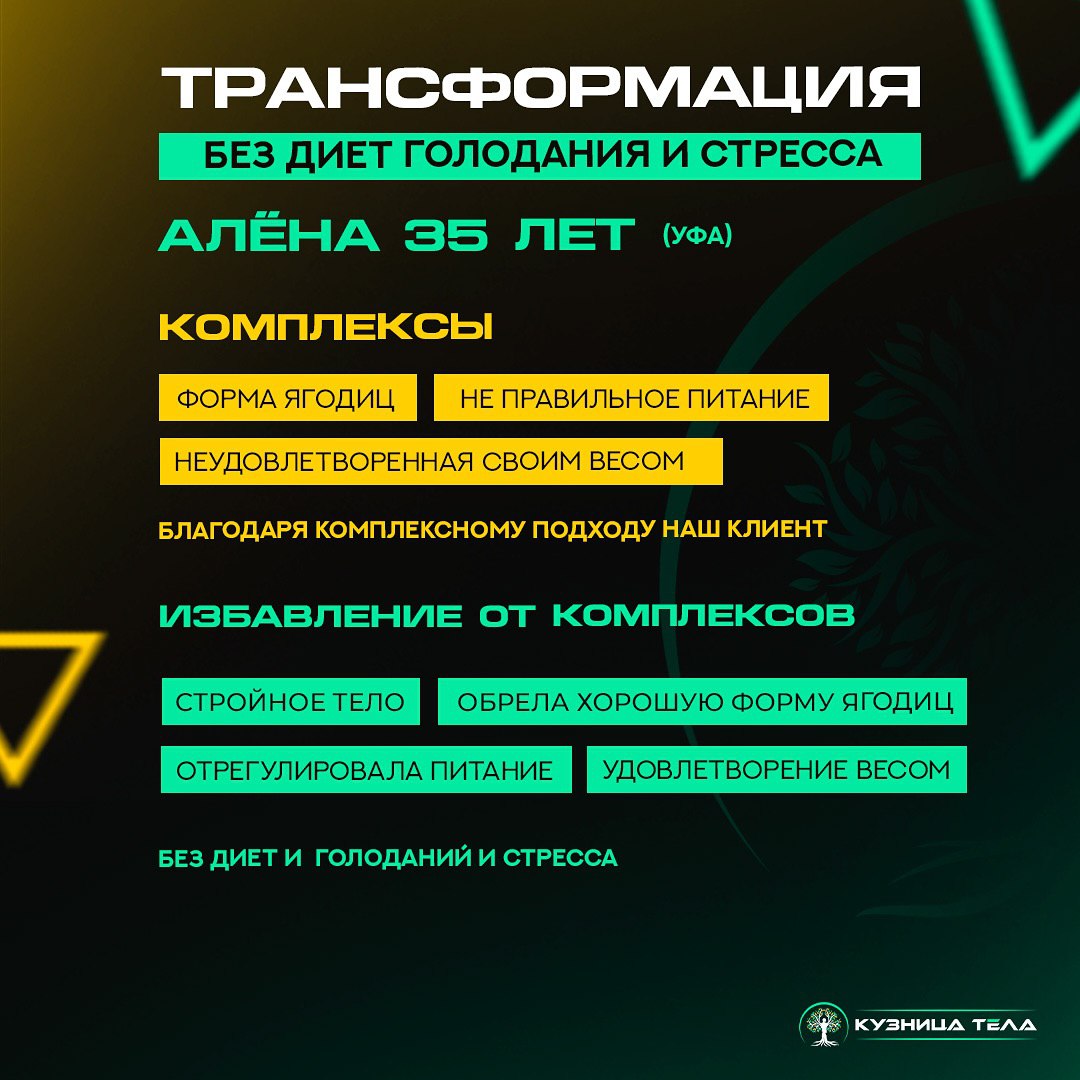 ТРАНСФОРМАЦИЯ
БЕЗ ДИЕТ ГОЛОДАНИЯ И СТРЕССА
АЛЁНА 35 ЛЕТ (УФА)
КОМПЛЕКСЫ
ФОРМА ЯГОДИЦ НЕ ПРАВИЛЬНОЕ ПИТАНИЕ
НЕУДОВЛЕТВОРЕННАЯ СВОИМ ВЕСОМ
БЛАГОДАРЯ КОМПЛЕКСНОМУ ПОДХОДУ НАШ КЛИЕНТ
ИЗБАВЛЕНИЕ ОТ КОМПЛЕКСОВ
СТРОЙНОЕ ТЕЛО ОБРЕЛА ХОРОШУЮ ФОРМУ ЯГОДИЦ
ОТРЕГУЛИРОВАЛА ПИТАНИЕ УДОВЛЕТВОРЕНИЕ ВЕСОМ
БЕЗ ДИЕТ И ГОЛОДАНИЙ И СТРЕССА
КУЗНИЦА ТЕЛА